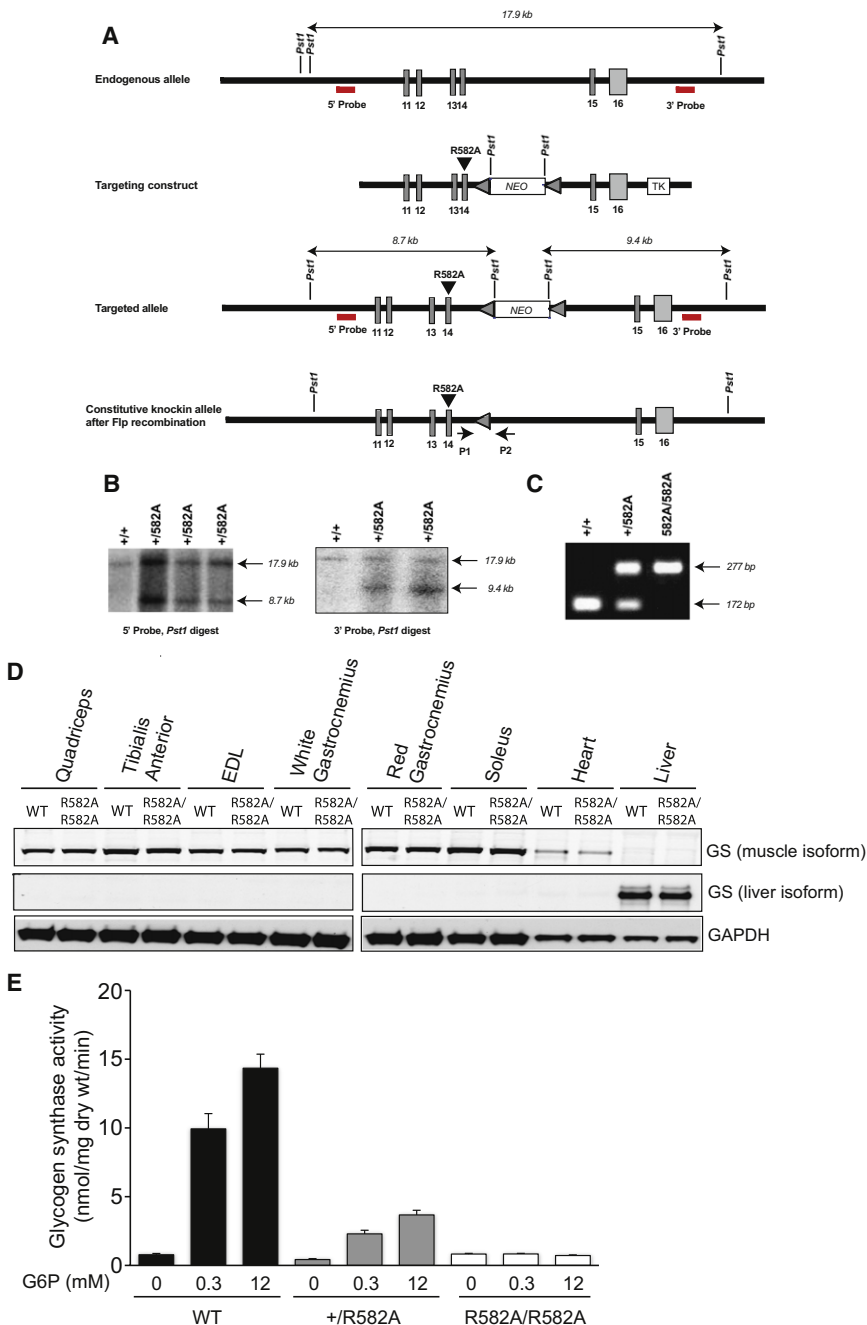 A
17.9 kb
Pst1
Pst1
Pst1
Endogenous allele
5' Probe
11
12
1314
15
16
3' Probe
R582A
Pst1
Pst1
Targeting construct
NEO
TK
11
12
1314
15
16
8.7 kb
9.4 kb
Pst1
R582A
Pst1
Pst1
Pst1
Targeted allele
NEO
5' Probe
11
12
13
14
15
16
3' Probe
Pst1
R582A
Pst1
Constitutive knockin allele
after Flp recombination
11
12
13
14
P1
P2
15
16
B
+/+
+/582A
+/582A
+/582A
17.9 kb
8.7 kb
5' Probe, Pst1 digest
+/+
+/582A
+/582A
17.9 kb
9.4 kb
3' Probe, Pst1 digest
C
+/+
+/582A
582A/582A
277 bp
172 bp
D
Quadriceps
Tibialis Anterior
EDL
White Gastrocnemius
Red Gastrocnemius
Soleus
Heart
Liver
WT R582A/R582A WT R582A/R582A WT R582A/R582A WT R582A/R582A WT R582A/R582A WT R582A/R582A WT R582A/R582A WT R582A/R582A
GS (muscle isoform)
GS (liver isoform)
GAPDH
E
Glycogen synthase activity
(nmol/mg dry wt/min)
20
15
10
5
0
G6P (mM) 0 0.3 12 0 0.3 12 0 0.3 12
WT +/R582A R582A/R582A